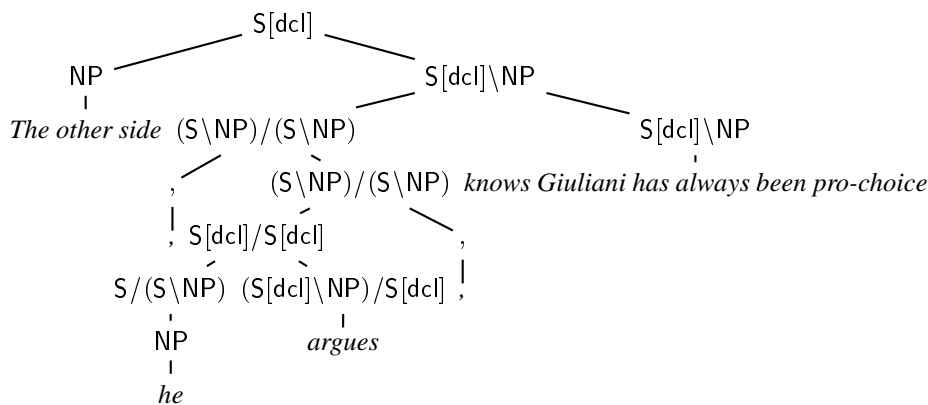 S[dcl]
NP S[dcl]\NP
The other side (S\NP)/(S\NP) S[dcl]\NP
, (S\NP)/(S\NP) knows Giuliani has always been pro-choice
, S[dcl]/S[dcl] ,
S/(S\NP) (S[dcl]\NP)/S[dcl] ,
NP argues
he